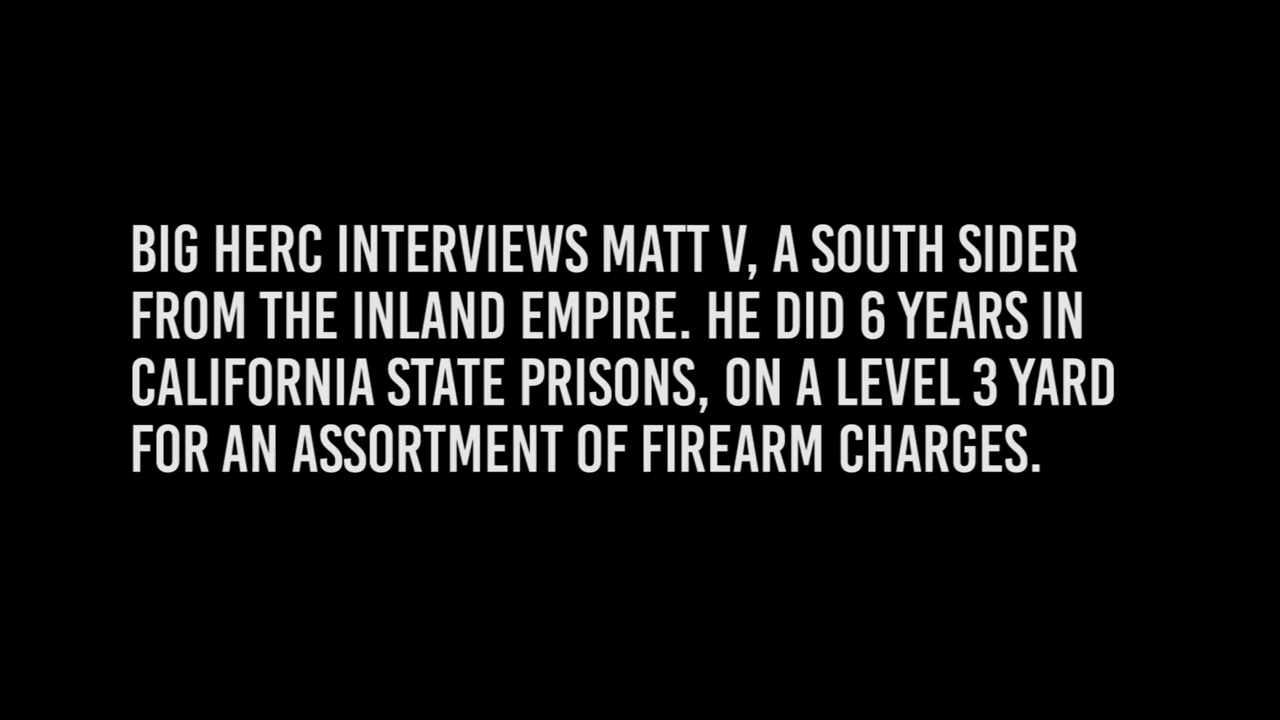 BIG HERC INTERVIEWS MATT V, A SOUTH SIDER
FROM THE INLAND EMPIRE. HE DID 6 YEARS IN
CALIFORNIA STATE PRISONS, ON A LEVEL 3 YARD
FOR AN ASSORTMENT OF FIREARM CHARGES.